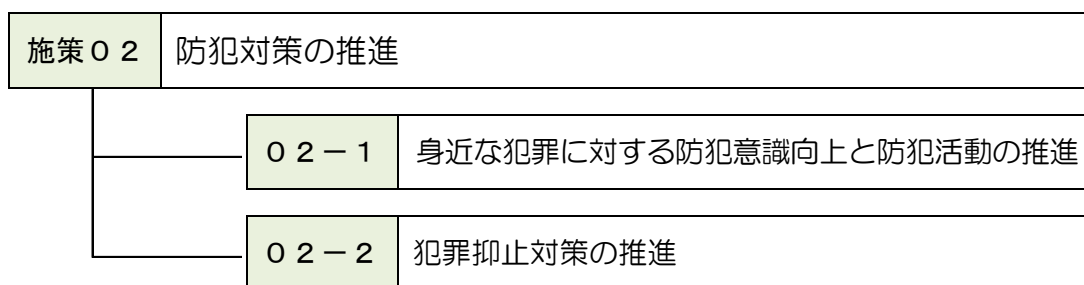 施策０２ 防犯対策の推進
０２－１ 身近な犯罪に対する防犯意識向上と防犯活動の推進
０２－２ 犯罪抑止対策の推進